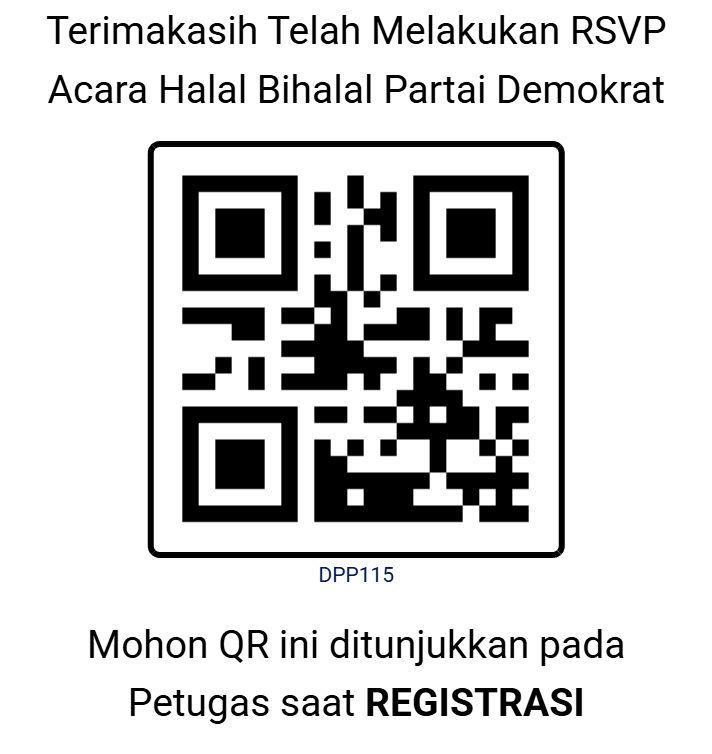 Terimakasih Telah Melakukan RSVP
Acara Halal Bihalal Partai Demokrat
DPP115
Mohon QR ini ditunjukkan pada
Petugas saat REGISTRASI